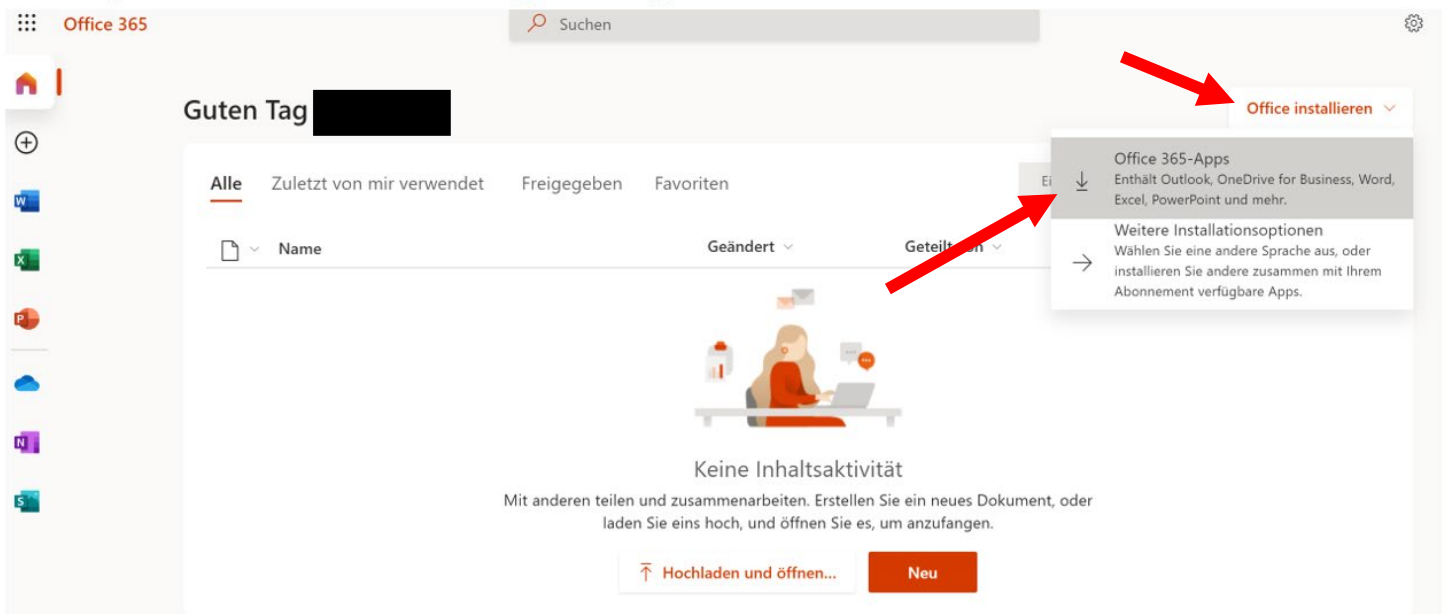 Office 365
Suchen
Guten Tag
Office installieren
Alle Zuletzt von mir verwendet Freigegeben Favoriten
Office 365-Apps
Enthält Outlook, OneDrive for Business, Word,
Excel, PowerPoint und mehr.
Weitere Installationsoptionen
Wählen Sie eine andere Sprache aus, oder
installieren Sie andere zusammen mit Ihrem
Abonnement verfügbare Apps.
Name Geändert
Keine Inhaltsaktivität
Mit anderen teilen und zusammenarbeiten. Erstellen Sie ein neues Dokument, oder
laden Sie eins hoch, und öffnen Sie es, um anzufangen.
Hochladen und öffnen... Neu